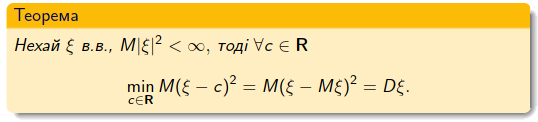 Теорема
Нехай ξ в.в., M|ξ|² < ∞, тоді ∀c ∈ R
min M(ξ − c)² = M(ξ − Mξ)² = Dξ.
c∈R